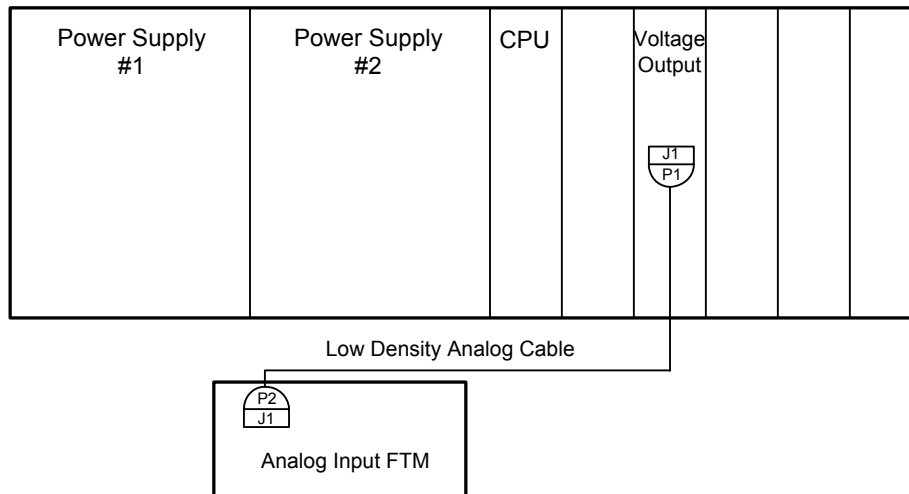 Power Supply
#1
Power Supply
#2
CPU
Voltage
Output
J1
P1
Low Density Analog Cable
P2
J1
Analog Input FTM